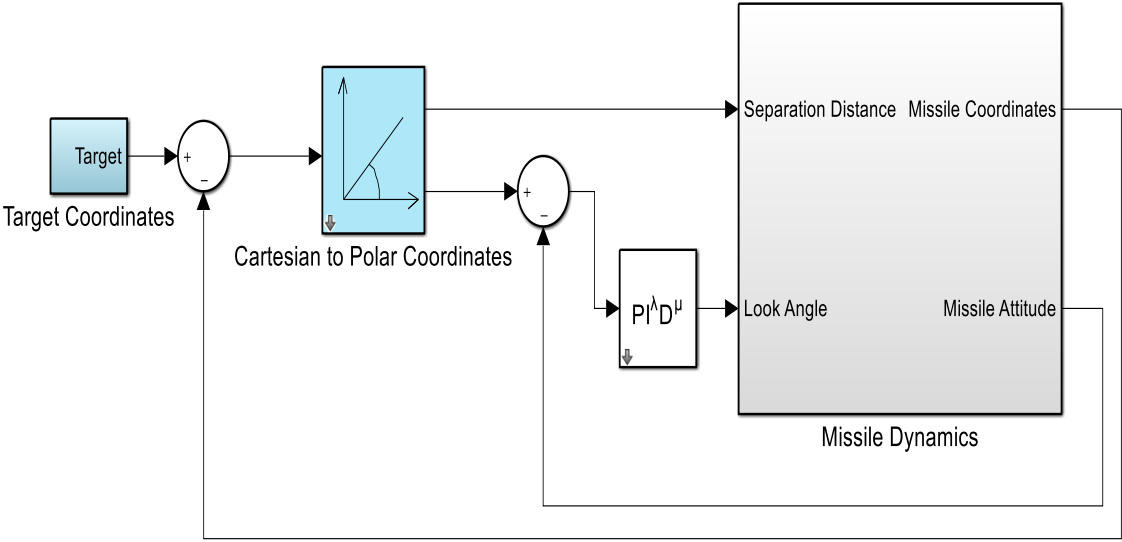 Target
+
−
Target Coordinates
Cartesian to Polar Coordinates
+
−
PI^λD^μ
Separation Distance
Missile Coordinates
Look Angle
Missile Attitude
Missile Dynamics